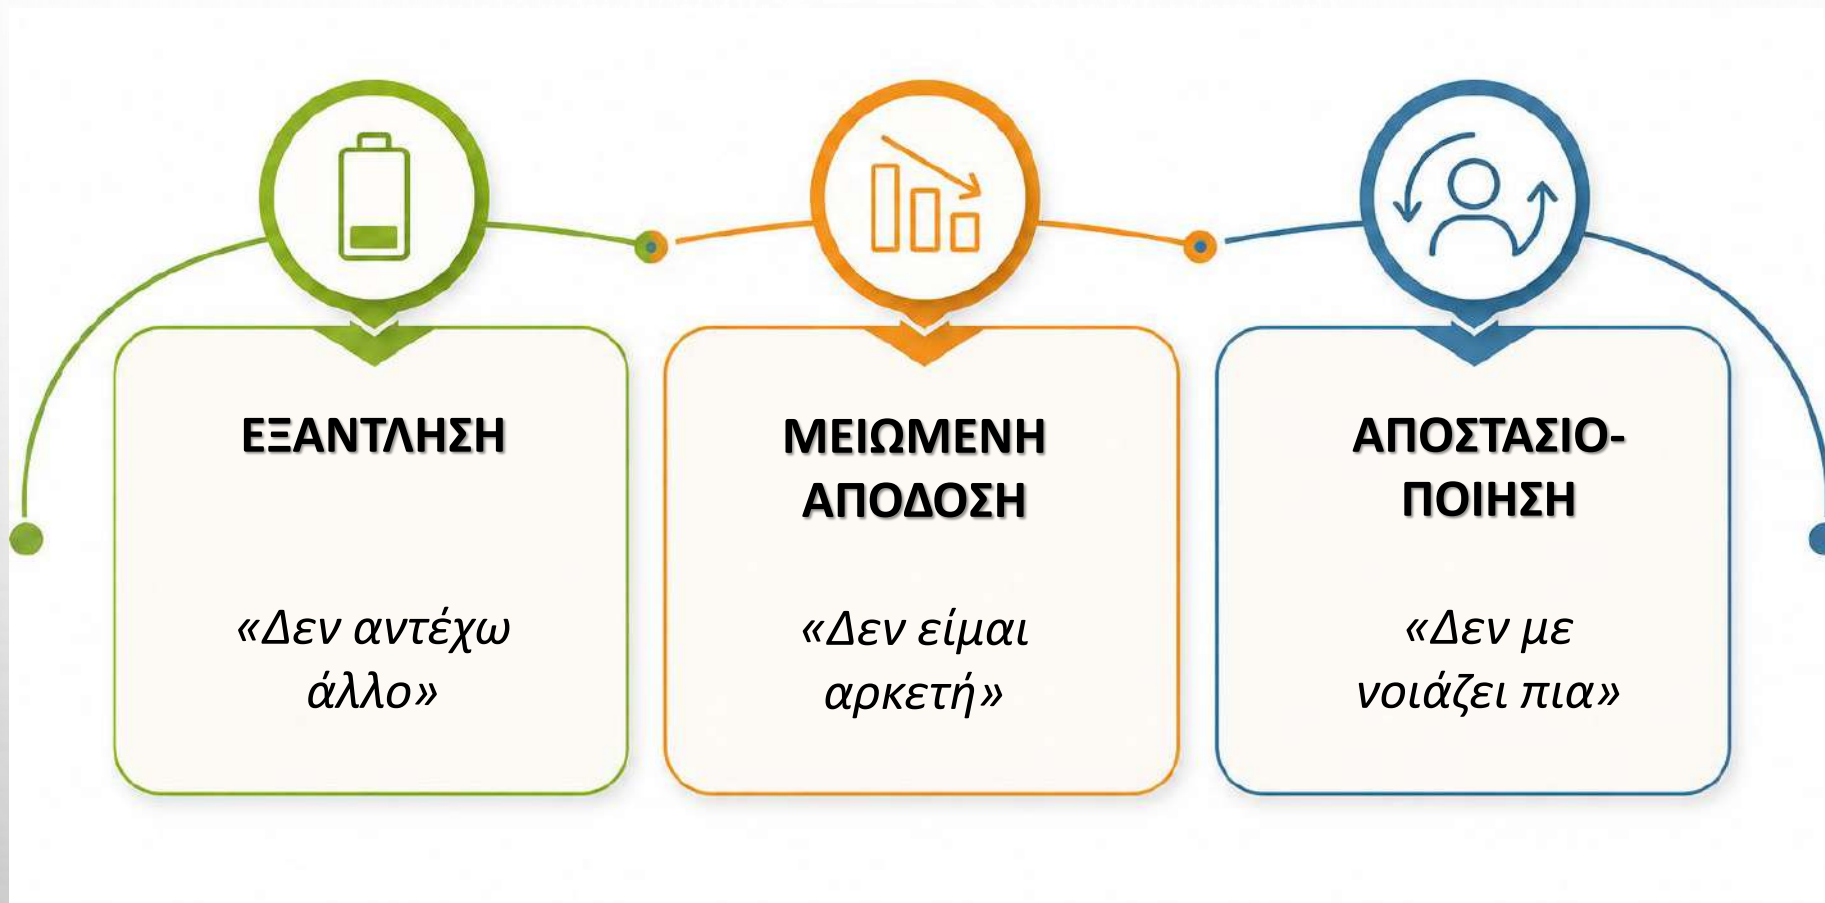 ΕΞΑΝΤΛΗΣΗ
«Δεν αντέχω
άλλο»
ΜΕΙΩΜΕΝΗ
ΑΠΟΔΟΣΗ
«Δεν είμαι
αρκετή»
ΑΠΟΣΤΑΣΙΟ-
ΠΟΙΗΣΗ
«Δεν με
νοιάζει πια»